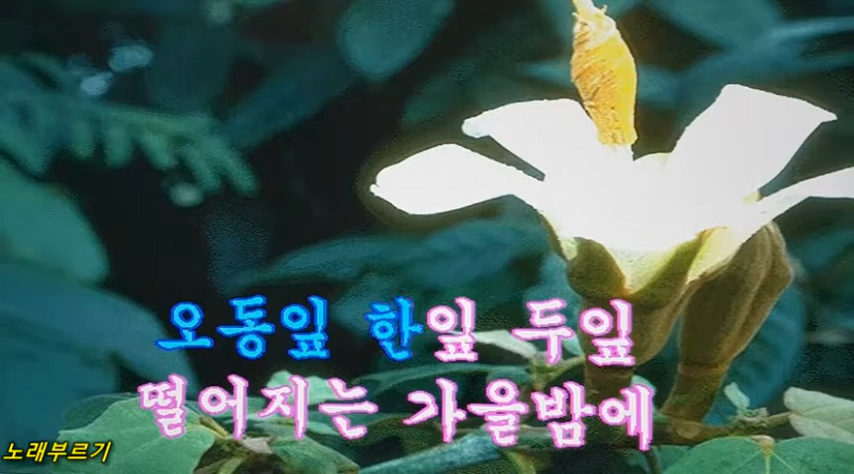 오동잎 한잎 두잎
떨어지는 가을밤에
노래부르기